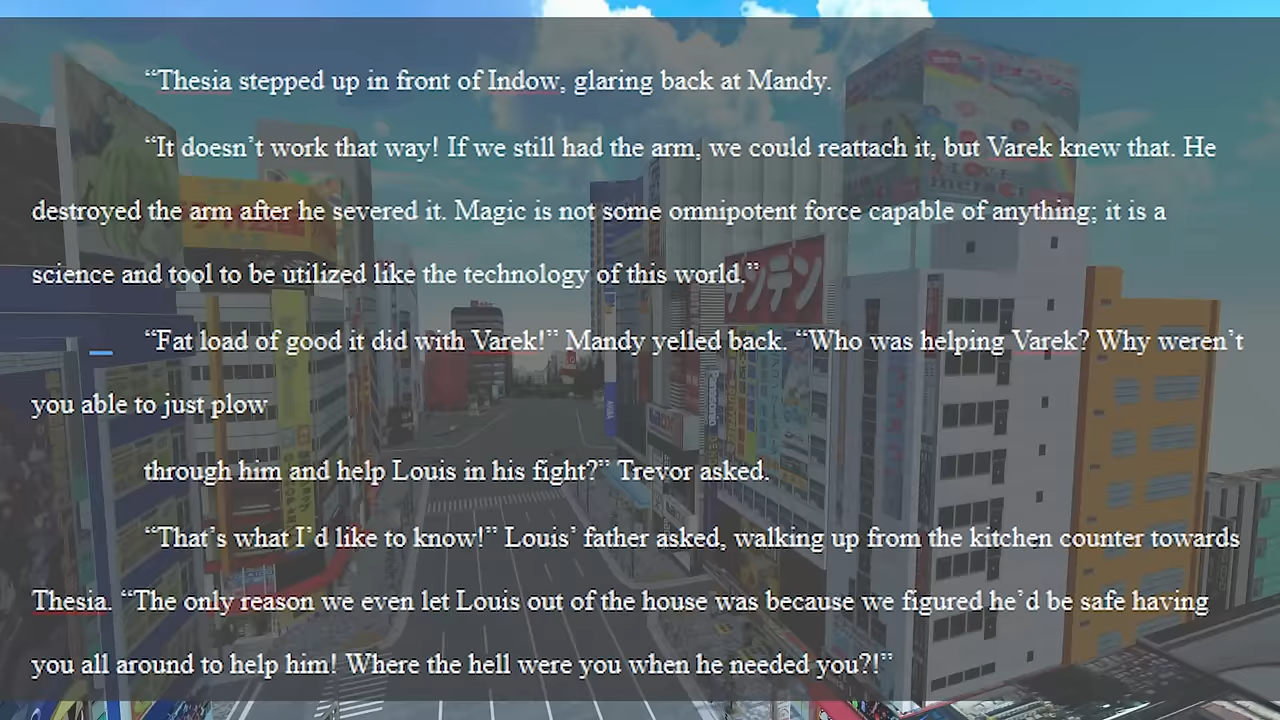 “Thesia stepped up in front of Indow, glaring back at Mandy.
“It doesn’t work that way! If we still had the arm, we could reattach it, but Varek knew that. He
destroyed the arm after he severed it. Magic is not some omnipotent force capable of anything; it is a
science and tool to be utilized like the technology of this world.”
“Fat load of good it did with Varek!” Mandy yelled back. “Who was helping Varek? Why weren’t
you able to just plow
through him and help Louis in his fight?” Trevor asked.
“That’s what I’d like to know!” Louis’ father asked, walking up from the kitchen counter towards
Thesia. “The only reason we even let Louis out of the house was because we figured he’d be safe having
you all around to help him! Where the hell were you when he needed you?!”
Panasonic